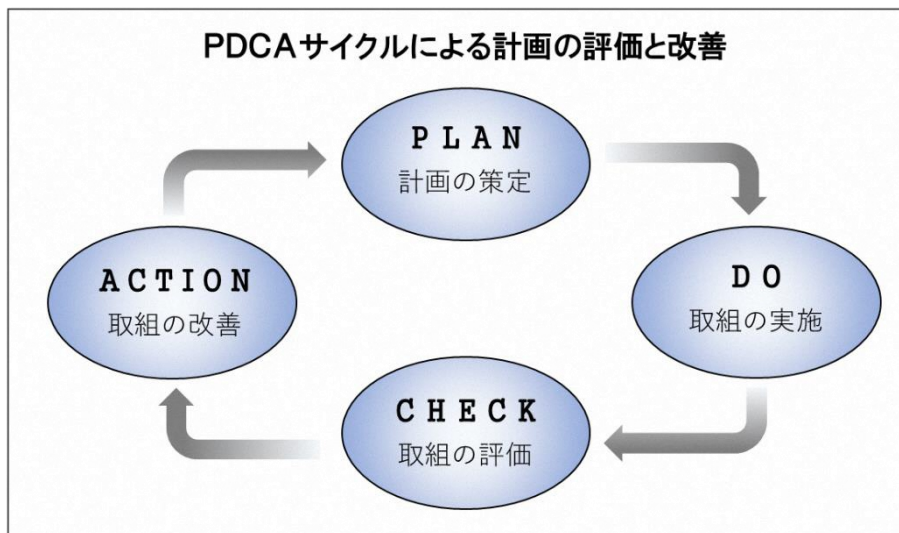 PDCAサイクルによる計画の評価と改善
PLAN
計画の策定
DO
取組の実施
CHECK
取組の評価
ACTION
取組の改善